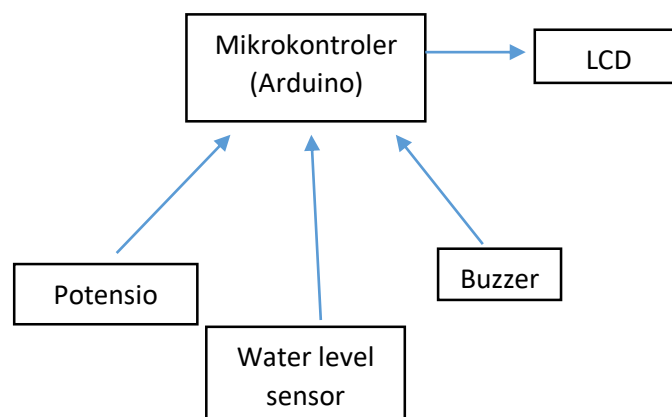 Mikrokontroler
(Arduino)
LCD
Potensio
Buzzer
Water level
sensor